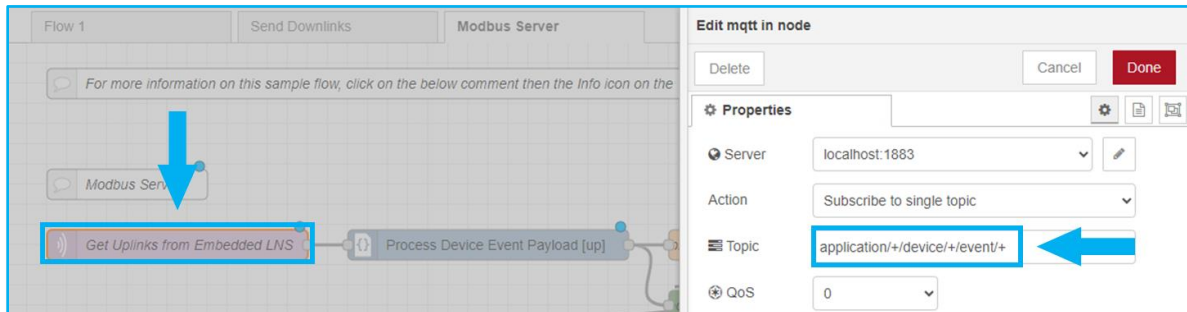 Flow 1
Send Downlinks
Modbus Server
For more information on this sample flow, click on the below comment then the Info icon on the
Modbus Serv
Get Uplinks from Embedded LNS
Process Device Event Payload [up]
Edit mqtt in node
Delete
Cancel
Done
Properties
Server
localhost:1883
Action
Subscribe to single topic
Topic
application/+/device/+/event/+
QoS
0